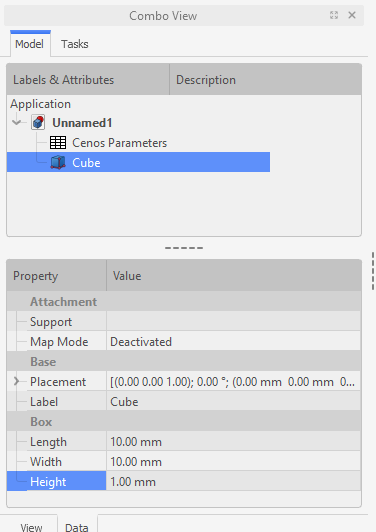 Combo View
Model Tasks
Labels & Attributes Description
Application
Unnamed1
Cenos Parameters
Cube
Property Value
Attachment
Support
Map Mode Deactivated
Base
Placement [(0.00 0.00 1.00); 0.00 °; (0.00 mm 0.00 mm 0...
Label Cube
Box
Length 10.00 mm
Width 10.00 mm
Height 1.00 mm
View Data